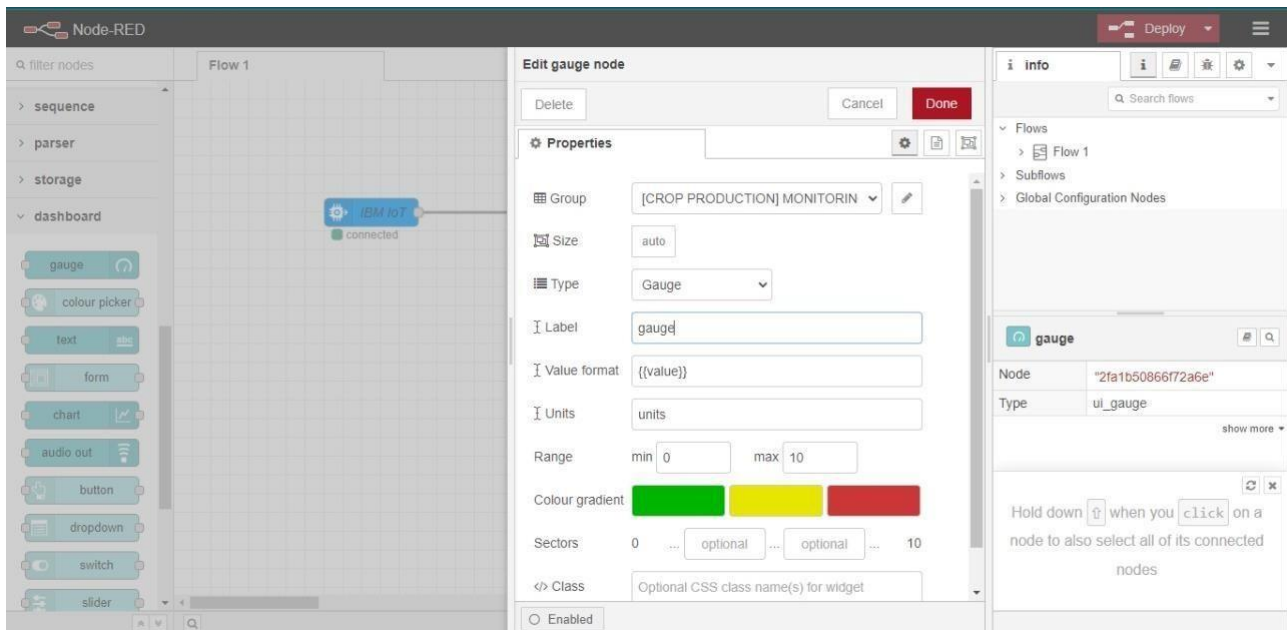 Node-RED
Deploy
filter nodes
Flow 1
sequence
parser
storage
dashboard
gauge
colour picker
text
abc
form
chart
audio out
button
dropdown
switch
slider
IBM IoT
connected
Edit gauge node
Delete
Cancel
Done
Properties
Group
[CROP PRODUCTION] MONITORIN
Size
auto
Type
Gauge
Label
gauge
Value format
{{value}}
Units
units
Range
min 0
max 10
Colour gradient
Sectors
0 ... optional ... optional ... 10
</> Class
Optional CSS class name(s) for widget
Enabled
i info
i
Search flows
Flows
Flow 1
Subflows
Global Configuration Nodes
gauge
Node "2fa1b50866f72a6e"
Type ui_gauge
show more
Hold down ⇧ when you click on a
node to also select all of its connected
nodes